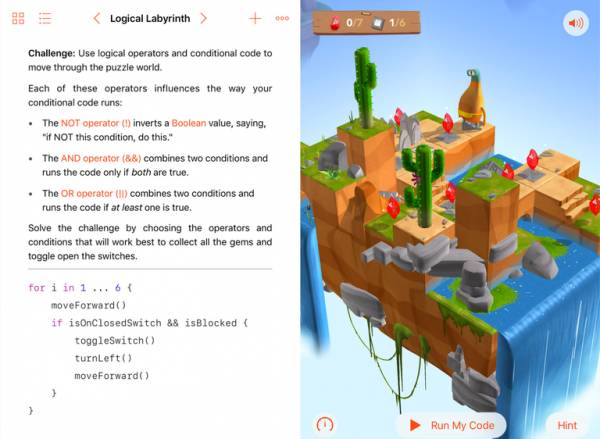 Logical Labyrinth
Challenge: Use logical operators and conditional code to
move through the puzzle world.
Each of these operators influences the way your
conditional code runs:
• The NOT operator (!) inverts a Boolean value, saying,
"if NOT this condition, do this."
• The AND operator (&&) combines two conditions and
runs the code only if both are true.
• The OR operator (||) combines two conditions and
runs the code if at least one is true.
Solve the challenge by choosing the operators and
conditions that will work best to collect all the gems and
toggle open the switches.
for i in 1 ... 6 {
    moveForward()
    if isOnClosedSwitch && isBlocked {
        toggleSwitch()
        turnLeft()
        moveForward()
    }
}
0/7 1/6
Run My Code
Hint